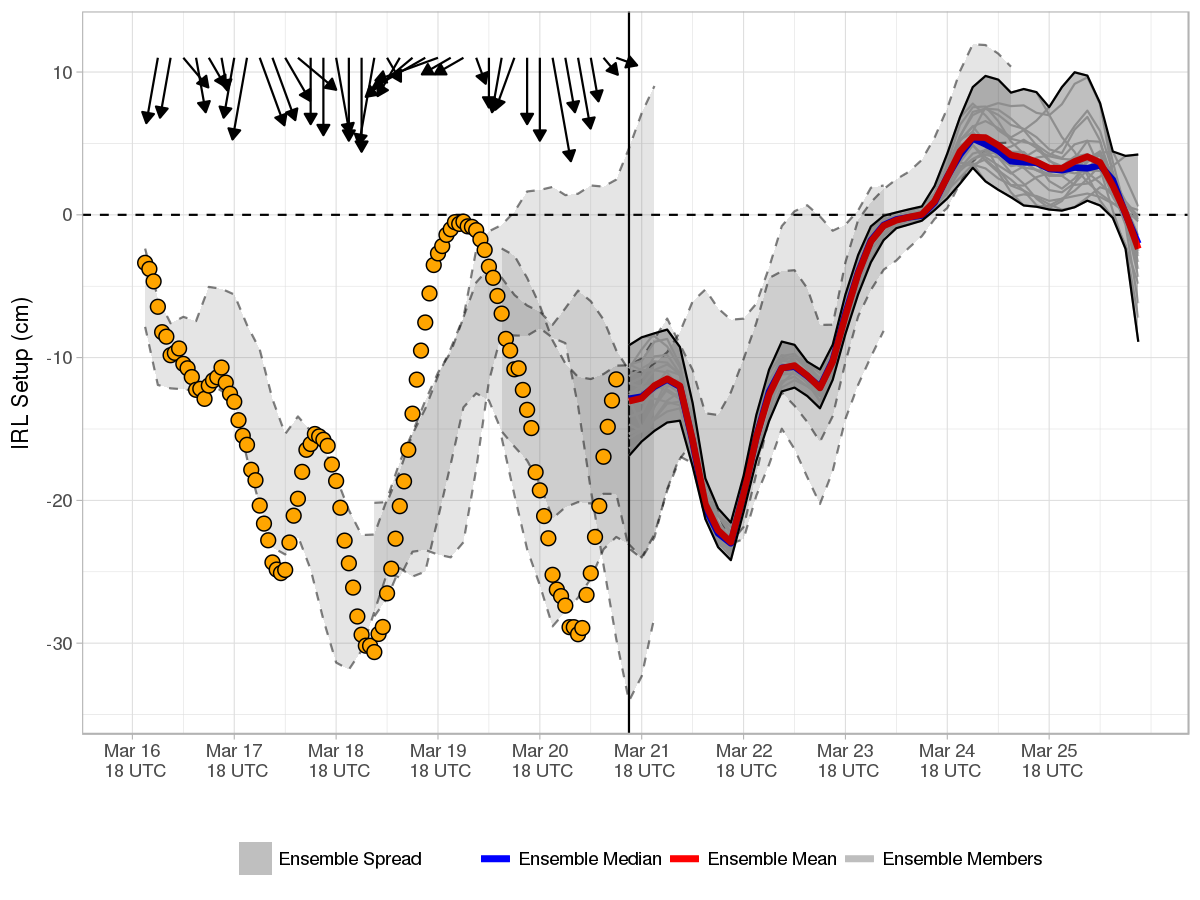 10
0
-10
-20
-30
IRL Setup (cm)
Mar 16 Mar 17 Mar 18 Mar 19 Mar 20 Mar 21 Mar 22 Mar 23 Mar 24 Mar 25
18 UTC 18 UTC 18 UTC 18 UTC 18 UTC 18 UTC 18 UTC 18 UTC 18 UTC 18 UTC
Ensemble Spread Ensemble Median Ensemble Mean Ensemble Members